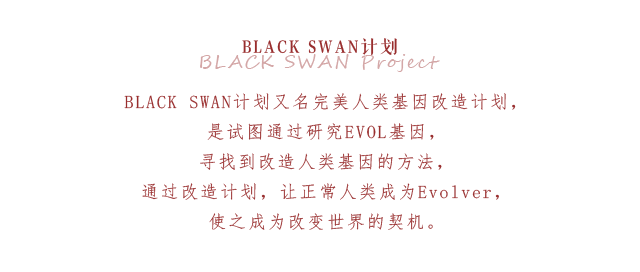 BLACK SWAN计划
BLACK SWAN Project
BLACK SWAN计划又名完美人类基因改造计划，
是试图通过研究EVOL基因，
寻找到改造人类基因的方法，
通过改造计划，让正常人类成为Evolver，
使之成为改变世界的契机。